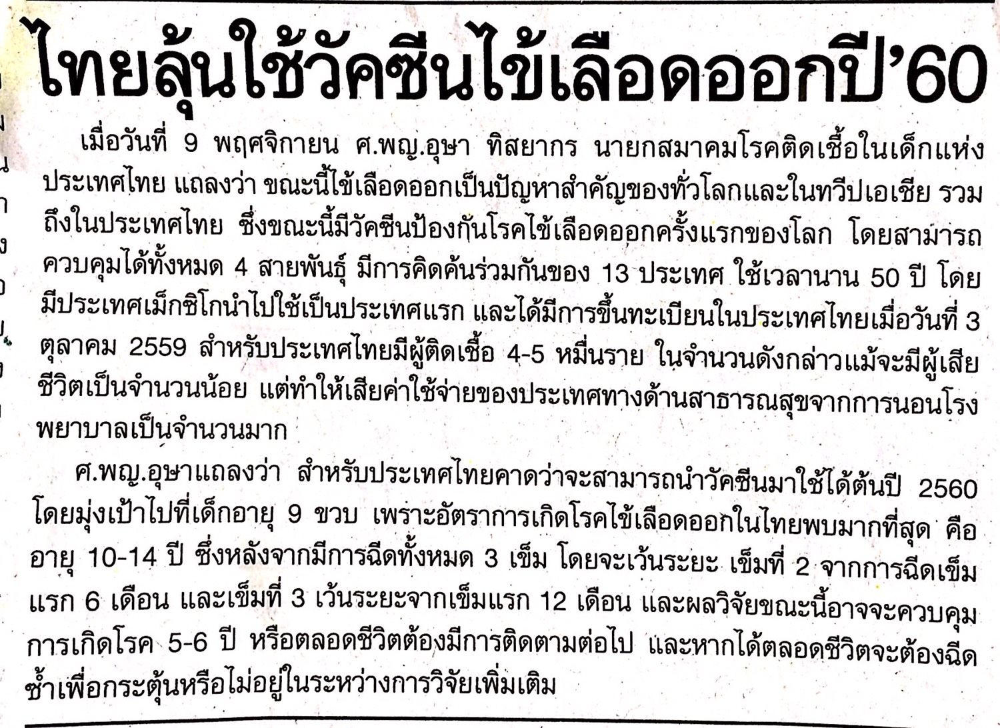 ไทยลุ้นใช้วัคซีนไข้เลือดออกปี'60
เมื่อวันที่ 9 พฤศจิกายน ศ.พญ.อุษา ทิสยากร นายกสมาคมโรคติดเชื้อในเด็กแห่ง
ประเทศไทย แถลงว่า ขณะนี้ไข้เลือดออกเป็นปัญหาสำคัญของทั่วโลกและในทวีปเอเชีย รวม
ถึงในประเทศไทย ซึ่งขณะนี้มีวัคซีนป้องกันโรคไข้เลือดออกครั้งแรกของโลก โดยสามารถ
ควบคุมได้ทั้งหมด 4 สายพันธุ์ มีการคิดค้นร่วมกันของ 13 ประเทศ ใช้เวลานาน 50 ปี โดย
มีประเทศเม็กซิโกนำไปใช้เป็นประเทศแรก และได้มีการขึ้นทะเบียนในประเทศไทยเมื่อวันที่ 3
ตุลาคม 2559 สำหรับประเทศไทยมีผู้ติดเชื้อ 4-5 หมื่นราย ในจำนวนดังกล่าวแม้จะมีผู้เสีย
ชีวิตเป็นจำนวนน้อย แต่ทำให้เสียค่าใช้จ่ายของประเทศทางด้านสาธารณสุขจากการนอนโรง
พยาบาลเป็นจำนวนมาก
ศ.พญ.อุษาแถลงว่า สำหรับประเทศไทยคาดว่าจะสามารถนำวัคซีนมาใช้ได้ต้นปี 2560
โดยมุ่งเป้าไปที่เด็กอายุ 9 ขวบ เพราะอัตราการเกิดโรคไข้เลือดออกในไทยพบมากที่สุด คือ
อายุ 10-14 ปี ซึ่งหลังจากมีการฉีดทั้งหมด 3 เข็ม โดยจะเว้นระยะ เข็มที่ 2 จากการฉีดเข็ม
แรก 6 เดือน และเข็มที่ 3 เว้นระยะจากเข็มแรก 12 เดือน และผลวิจัยขณะนี้อาจจะควบคุม
การเกิดโรค 5-6 ปี หรือตลอดชีวิตต้องมีการติดตามต่อไป และหากได้ตลอดชีวิตจะต้องฉีด
ซ้ำเพื่อกระตุ้นหรือไม่อยู่ในระหว่างการวิจัยเพิ่มเติม